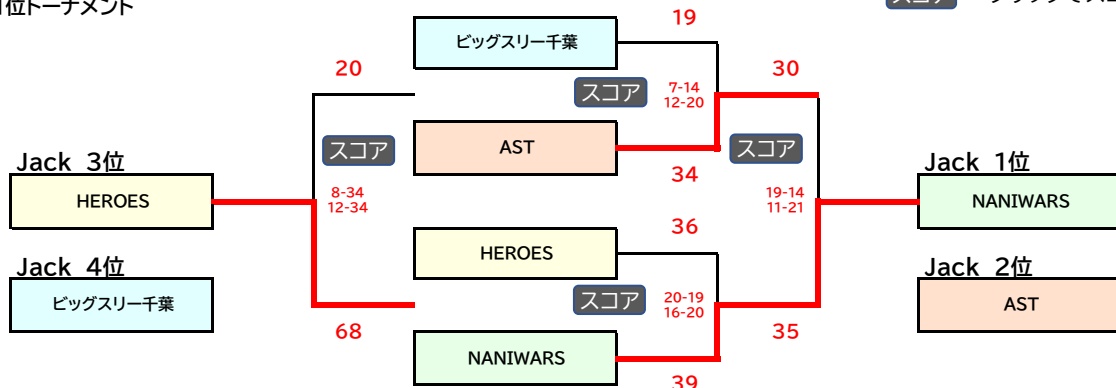 位トーナメント
19
ビッグスリー千葉
20
30
スコア
7-14
12-20
スコア
AST
スコア
34
Jack 3位
HEROES
8-34
12-34
19-14
11-21
Jack 1位
NANIWARS
36
HEROES
Jack 4位
ビッグスリー千葉
スコア
20-19
16-20
Jack 2位
AST
68
35
NANIWARS
39